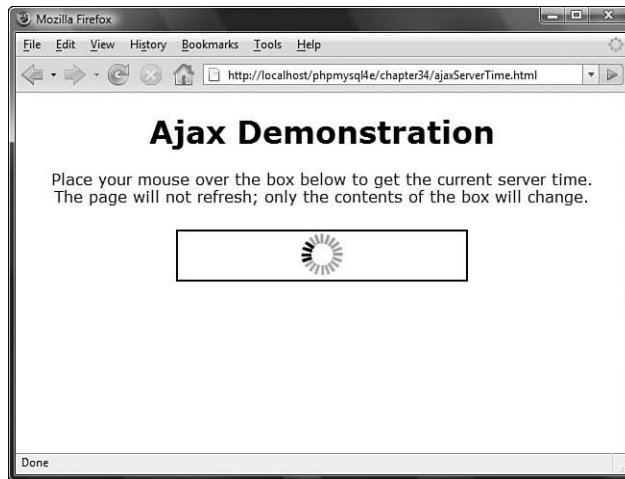 Mozilla Firefox
File Edit View History Bookmarks Tools Help
http://localhost/phpmysql4e/chapter34/ajaxServerTime.html
Ajax Demonstration
Place your mouse over the box below to get the current server time.
The page will not refresh; only the contents of the box will change.
Done